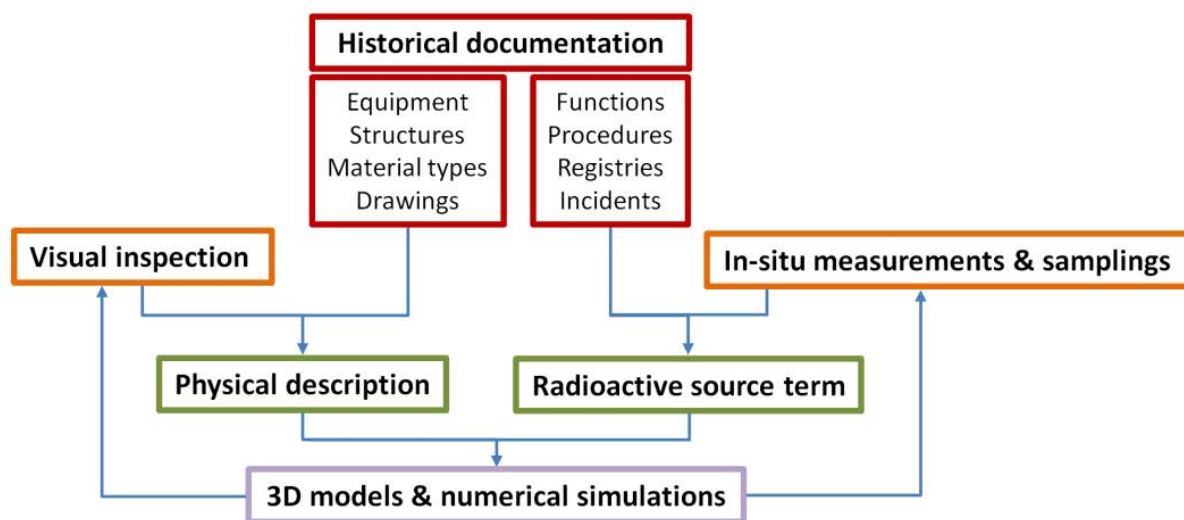 Historical documentation
Equipment
Structures
Material types
Drawings
Functions
Procedures
Registries
Incidents
Visual inspection
In-situ measurements & samplings
Physical description
Radioactive source term
3D models & numerical simulations